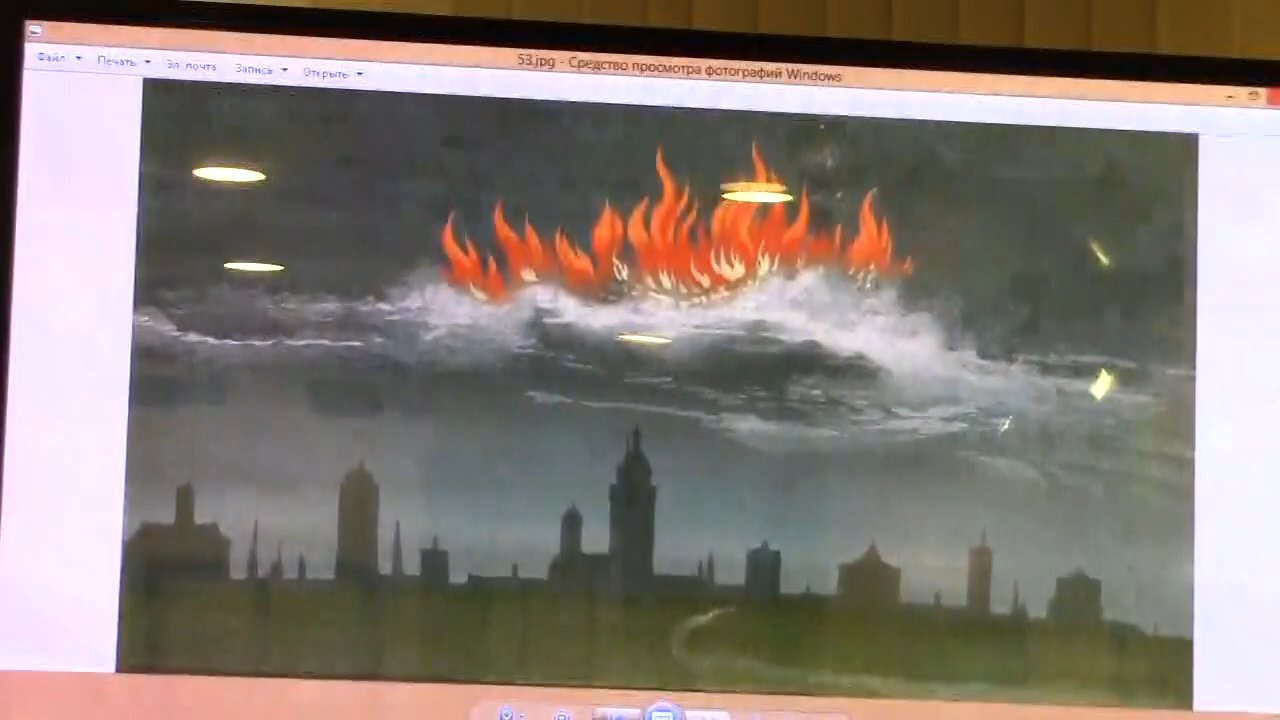 53.jpg - Средство просмотра фотографий Windows
Файл Печать Эл. почта Запись Открыть